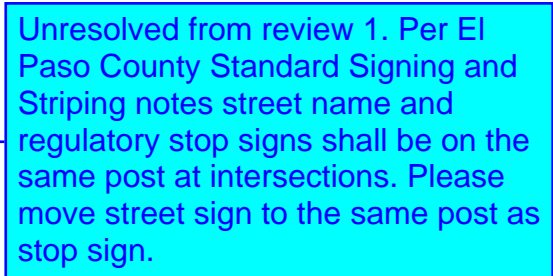 Unresolved from review 1. Per El
Paso County Standard Signing and
Striping notes street name and
regulatory stop signs shall be on the
same post at intersections. Please
move street sign to the same post as
stop sign.